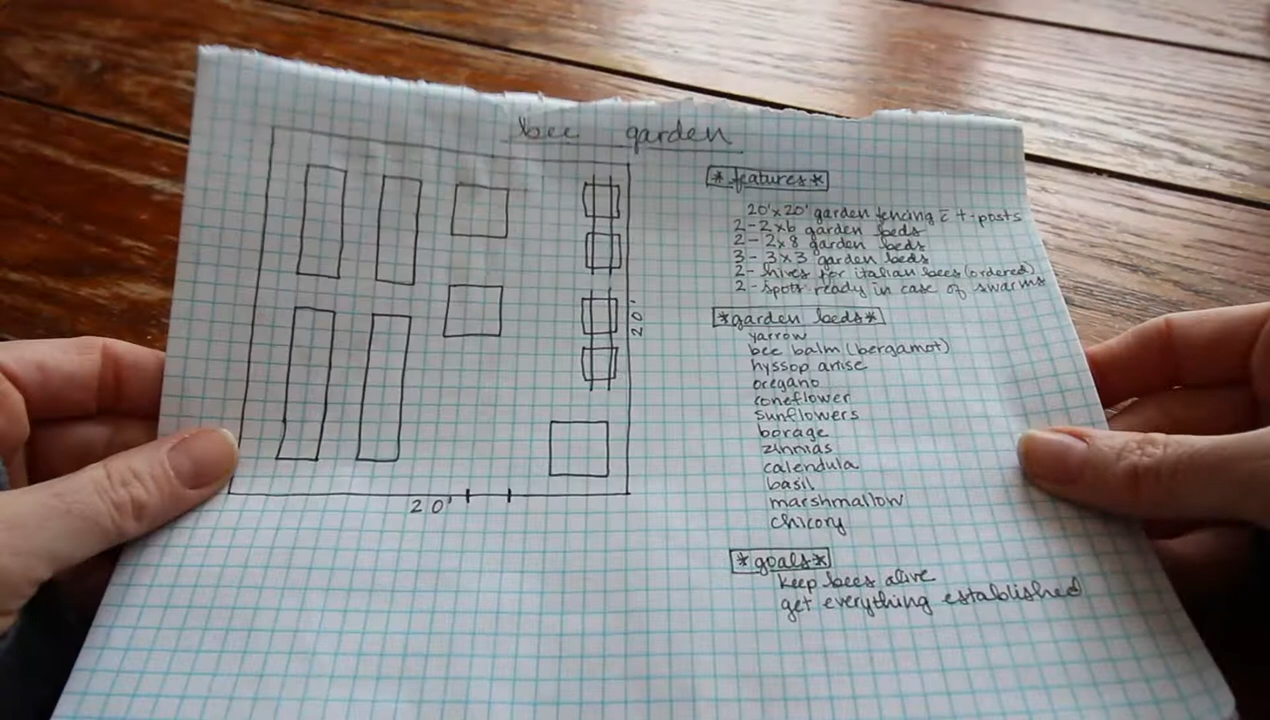 bee garden
*features*
20'x20' garden fencing c̄ t-posts
2-2x6 garden beds
2-2x8 garden beds
3-3x3 garden beds
2-hives for italian bees (ordered)
2-spots ready in case of swarms
*garden beds*
yarrow
bee balm (bergamot)
hyssop anise
oregano
coneflower
sunflowers
borage
zinnias
calendula
basil
marshmallow
chicory
*goals*
keep bees alive
get everything established
20'
20'